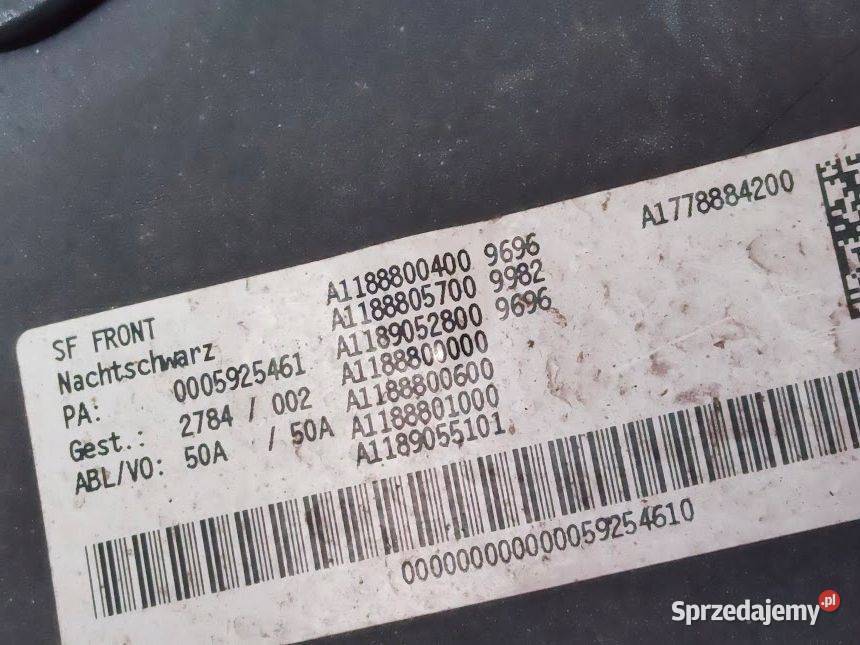 SF FRONT
Nachtschwarz
PA: 0005925461
Gest.: 2784 / 002
ABL/VO: 50A / 50A
A1188800400 9696
A1188805700 9982
A1189052800 9696
A1188800000
A1188800600
A1188801000
A1189055101
A1778884200
00000000000059254610
Sprzedajemy.pl